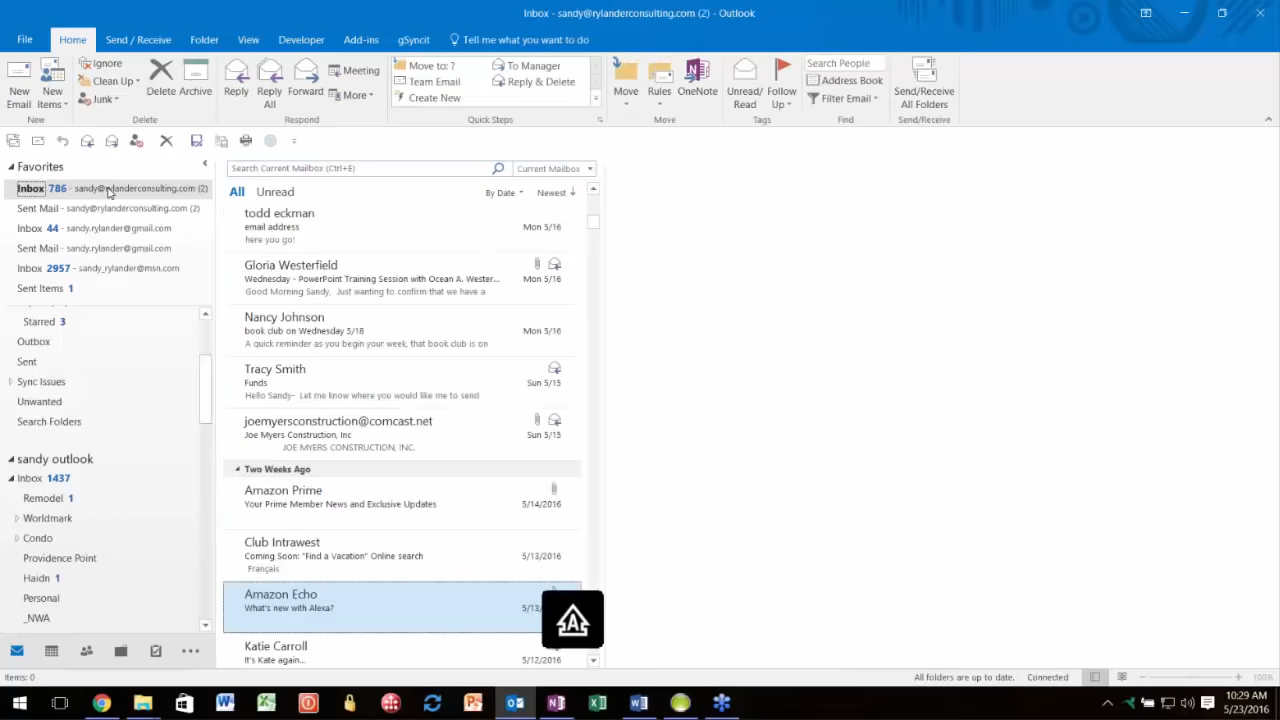 Inbox - sandy@rylanderconsulting.com (2) - Outlook
File Home Send / Receive Folder View Developer Add-ins gSyncit Tell me what you want to do
New Email
New Items
New
Ignore
Clean Up
Junk
Delete
Archive
Delete
Reply
Reply All
Forward
Meeting
More
Respond
Move to: ?
Team Email
Create New
To Manager
Reply & Delete
Quick Steps
Move
Rules
OneNote
Move
Unread/ Read
Follow Up
Tags
Search People
Address Book
Filter Email
Find
Send/Receive All Folders
Send/Receive
Favorites
Inbox 786 - sandy@rylanderconsulting.com (2)
Sent Mail - sandy@rylanderconsulting.com (2)
Inbox 44 - sandy.rylander@gmail.com
Sent Mail - sandy.rylander@gmail.com
Inbox 2957 - sandy_rylander@msn.com
Sent Items 1
Starred 3
Outbox
Sent
Sync Issues
Unwanted
Search Folders
sandy outlook
Inbox 1437
Remodel 1
Worldmark
Condo
Providence Point
Haidn 1
Personal
_NWA
Search Current Mailbox (Ctrl+E) Current Mailbox
All Unread By Date Newest
todd eckman
email address Mon 5/16
here you go!
Gloria Westerfield
Wednesday - PowerPoint Training Session with Ocean A. Wester... Mon 5/16
Good Morning Sandy, Just wanting to confirm that we have a
Nancy Johnson
book club on Wednesday 5/18 Mon 5/16
A quick reminder as you begin your week, that book club is on
Tracy Smith
Funds Sun 5/15
Hello Sandy- Let me know where you would like me to send
joemyersconstruction@comcast.net
Joe Myers Construction, Inc Sun 5/15
JOE MYERS CONSTRUCTION, INC.
Two Weeks Ago
Amazon Prime
Your Prime Member News and Exclusive Updates 5/14/2016
Club Intrawest
Coming Soon: "Find a Vacation" Online search 5/13/2016
Français
Amazon Echo
What's new with Alexa? 5/13/
A
Katie Carroll
It's Kate again... 5/12/2016
Items: 0 All folders are up to date. Connected 100%
10:29 AM
5/23/2016